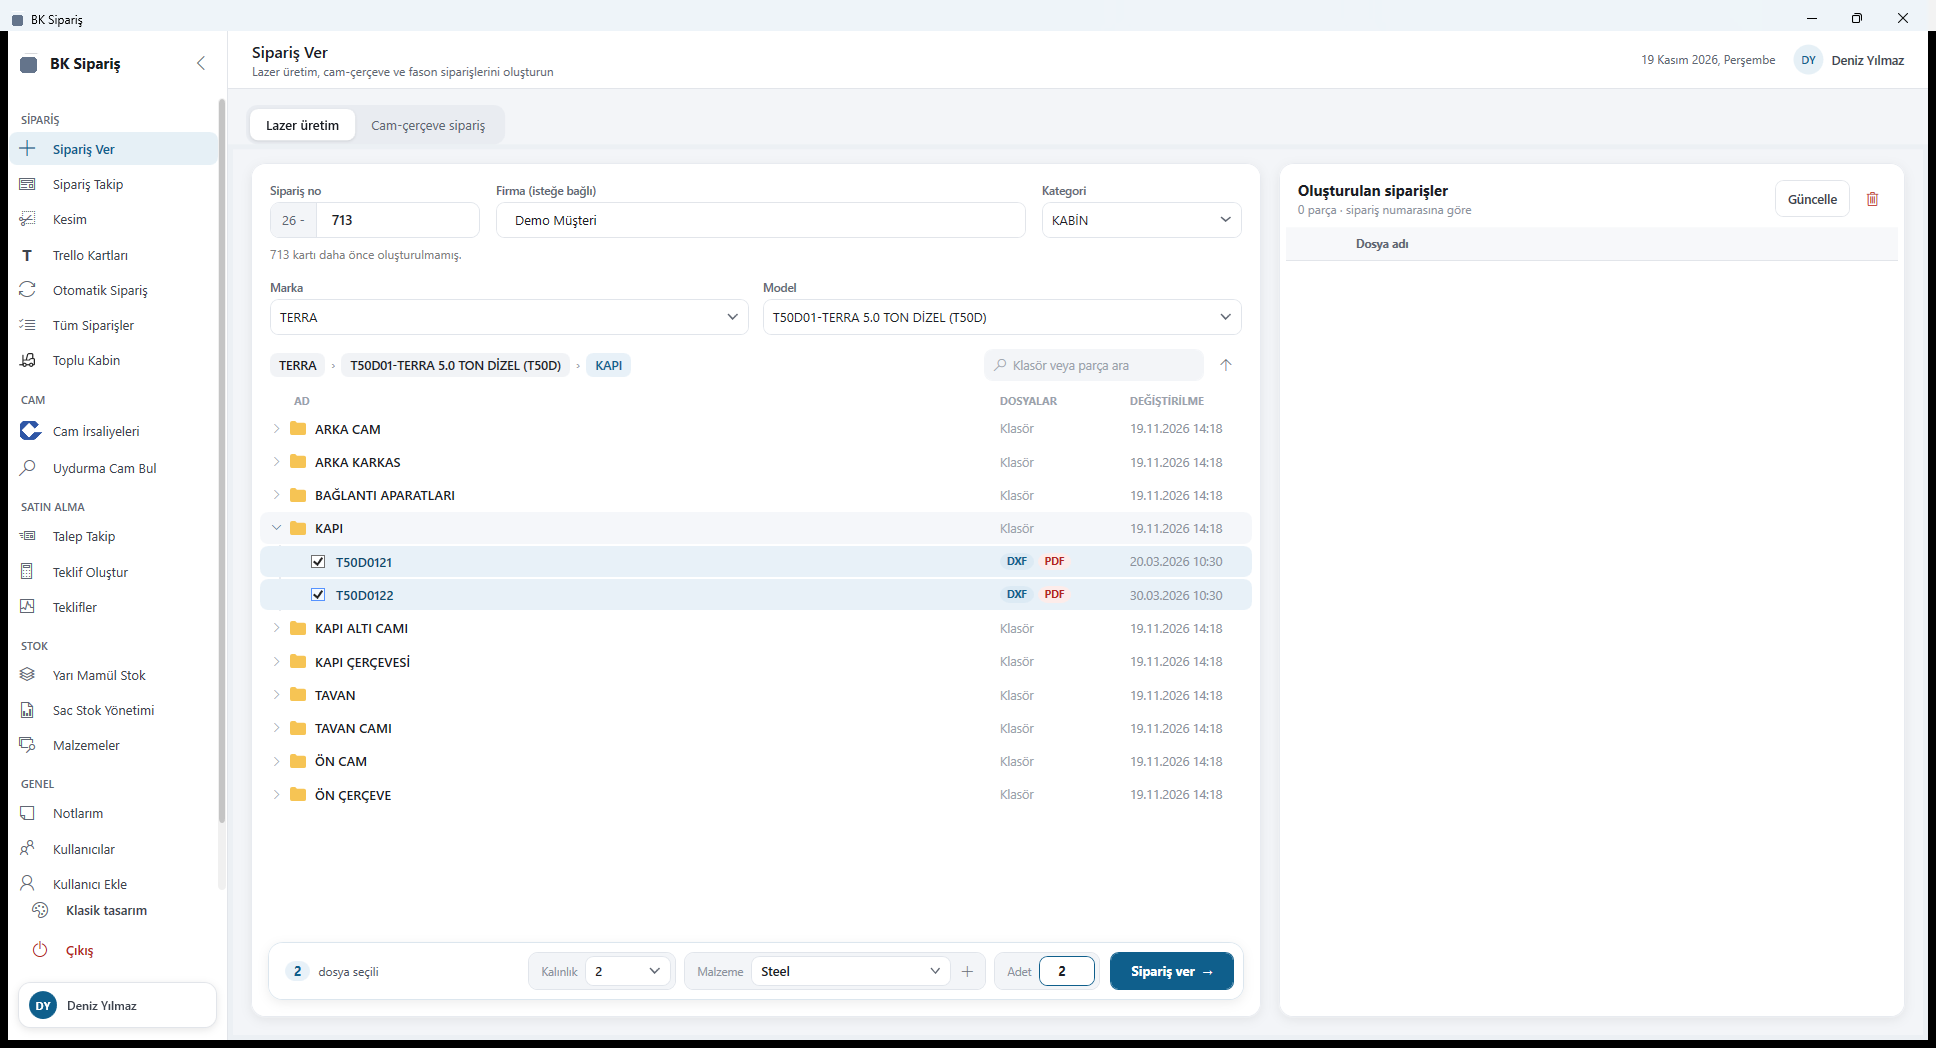 BK Sipariş
BK Sipariş
SİPARİŞ
Sipariş Ver
Sipariş Takip
Kesim
Trello Kartları
Otomatik Sipariş
Tüm Siparişler
Toplu Kabin
CAM
Cam İrsaliyeleri
Uydurma Cam Bul
SATIN ALMA
Talep Takip
Teklif Oluştur
Teklifler
STOK
Yarı Mamül Stok
Sac Stok Yönetimi
Malzemeler
GENEL
Notlarım
Kullanıcılar
Kullanıcı Ekle
Klasik tasarım
Çıkış
DY Deniz Yılmaz
Sipariş Ver
Lazer üretim, cam-çerçeve ve fason siparişlerini oluşturun
19 Kasım 2026, Perşembe DY Deniz Yılmaz
Lazer üretim Cam-çerçeve sipariş
Sipariş no Firma (isteğe bağlı) Kategori
26 - 713 Demo Müşteri KABİN
713 kartı daha önce oluşturulmamış.
Marka Model
TERRA T50D01-TERRA 5.0 TON DİZEL (T50D)
TERRA › T50D01-TERRA 5.0 TON DİZEL (T50D) › KAPI Klasör veya parça ara
AD DOSYALAR DEĞİŞTİRİLME
ARKA CAM Klasör 19.11.2026 14:18
ARKA KARKAS Klasör 19.11.2026 14:18
BAĞLANTI APARATLARI Klasör 19.11.2026 14:18
KAPI Klasör 19.11.2026 14:18
T50D0121 DXF PDF 20.03.2026 10:30
T50D0122 DXF PDF 30.03.2026 10:30
KAPI ALTI CAMI Klasör 19.11.2026 14:18
KAPI ÇERÇEVESİ Klasör 19.11.2026 14:18
TAVAN Klasör 19.11.2026 14:18
TAVAN CAMI Klasör 19.11.2026 14:18
ÖN CAM Klasör 19.11.2026 14:18
ÖN ÇERÇEVE Klasör 19.11.2026 14:18
2 dosya seçili Kalınlık 2 Malzeme Steel + Adet 2 Sipariş ver →
Oluşturulan siparişler
0 parça · sipariş numarasına göre
Güncelle
Dosya adı